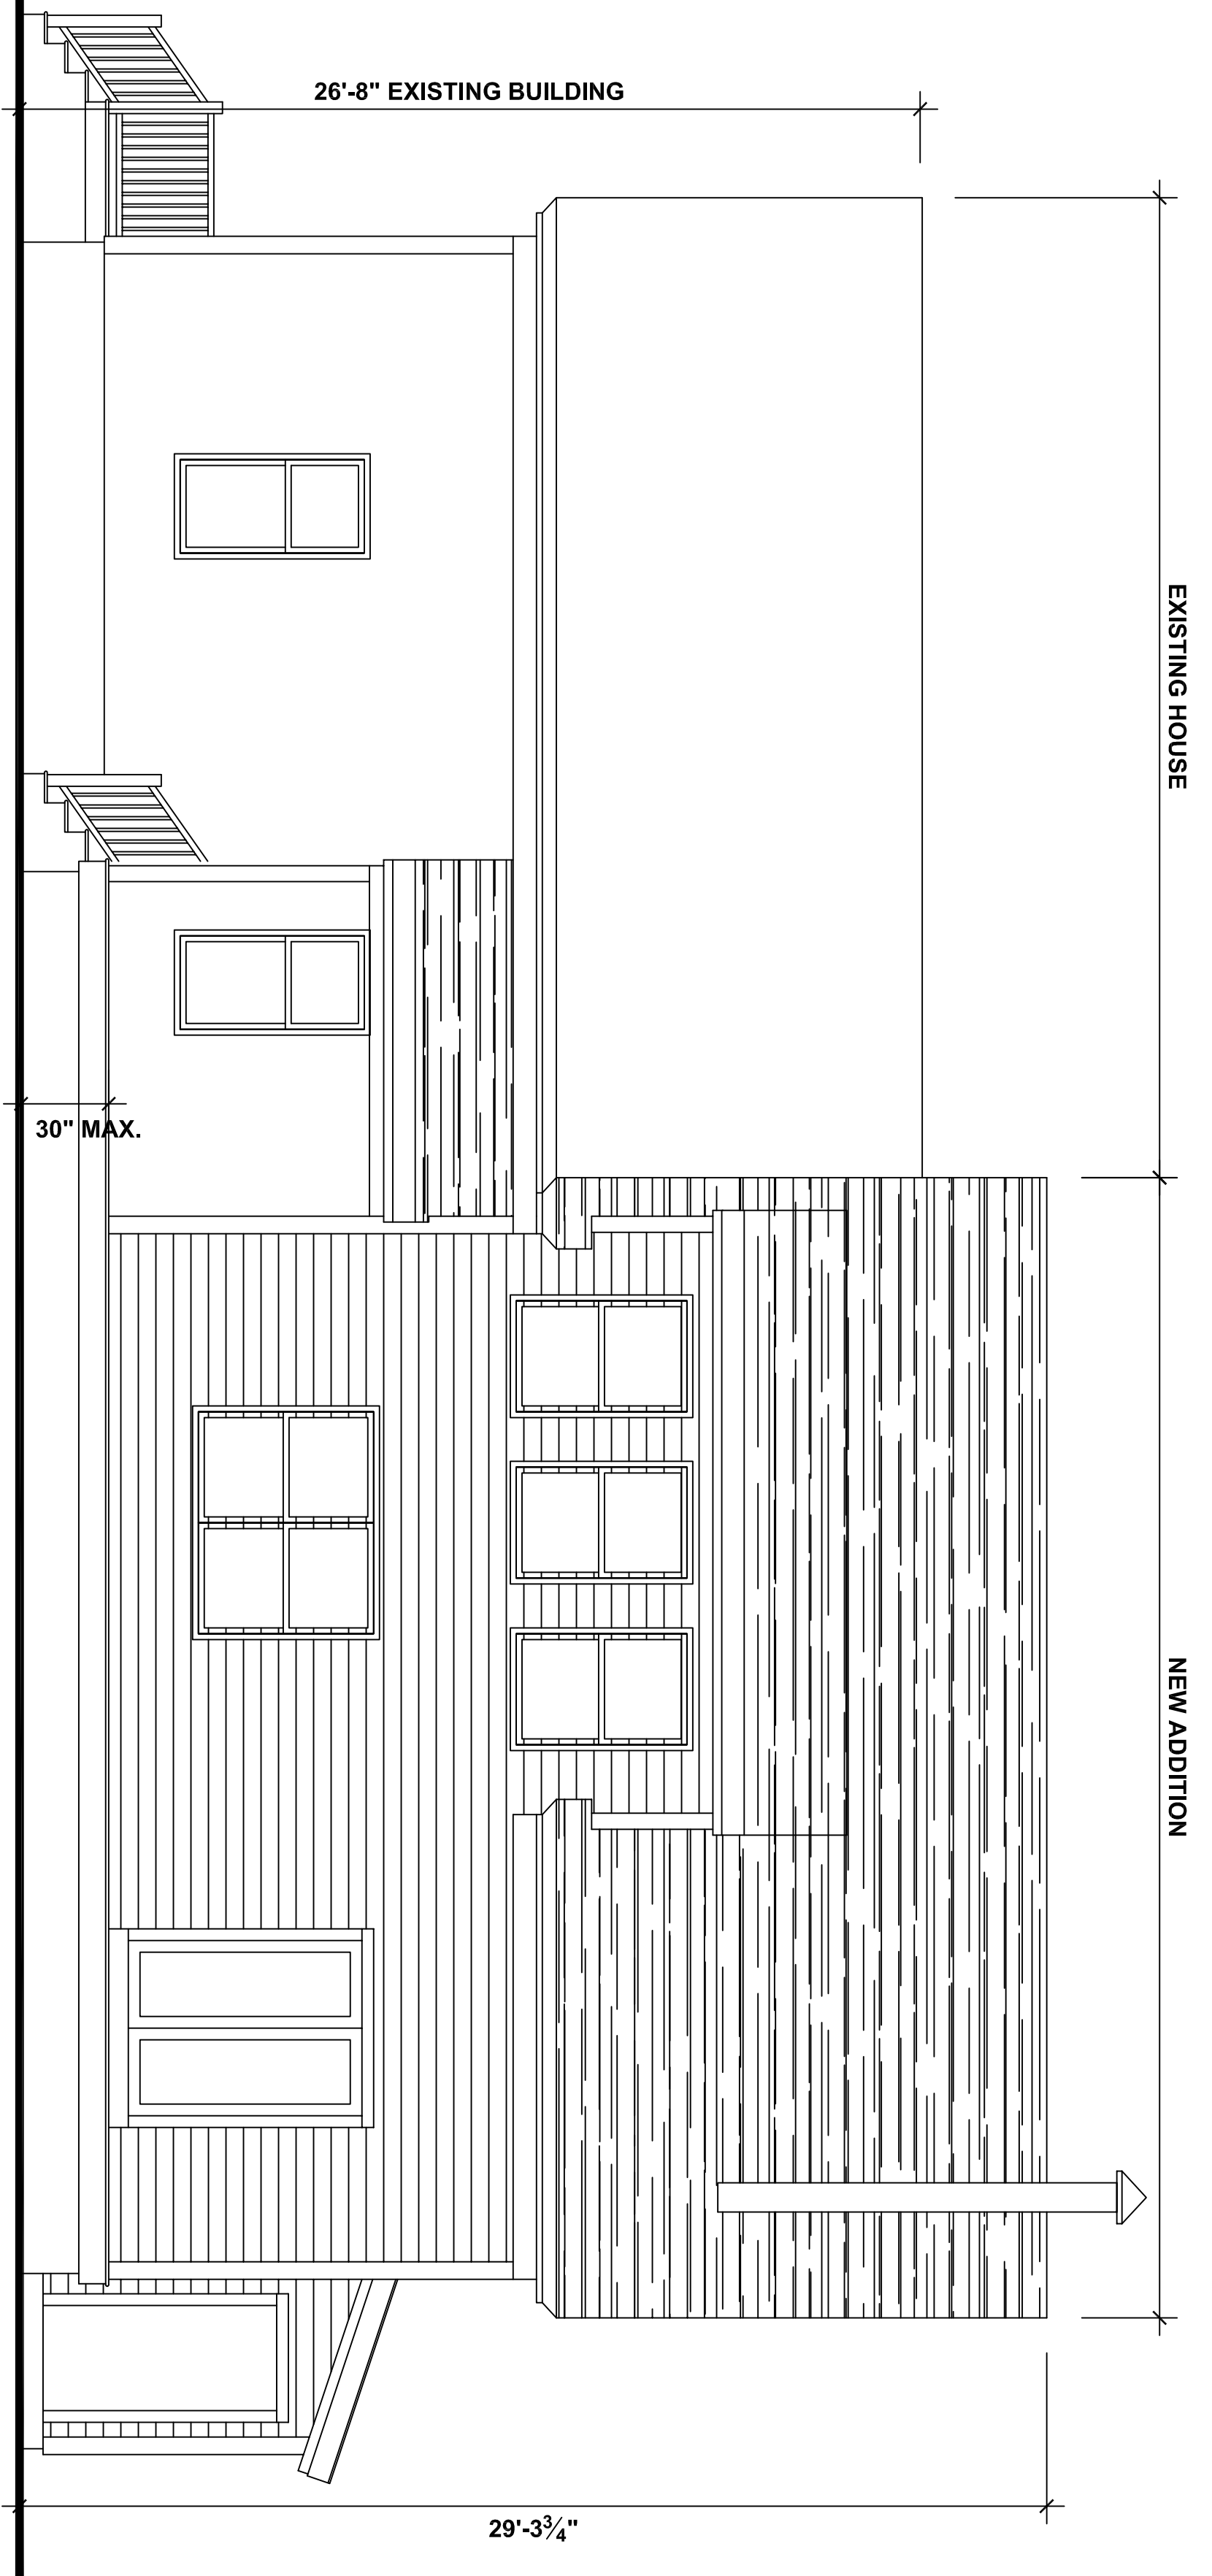 26'-8" EXISTING BUILDING
EXISTING HOUSE
30" MAX.
NEW ADDITION
29'-3¾"